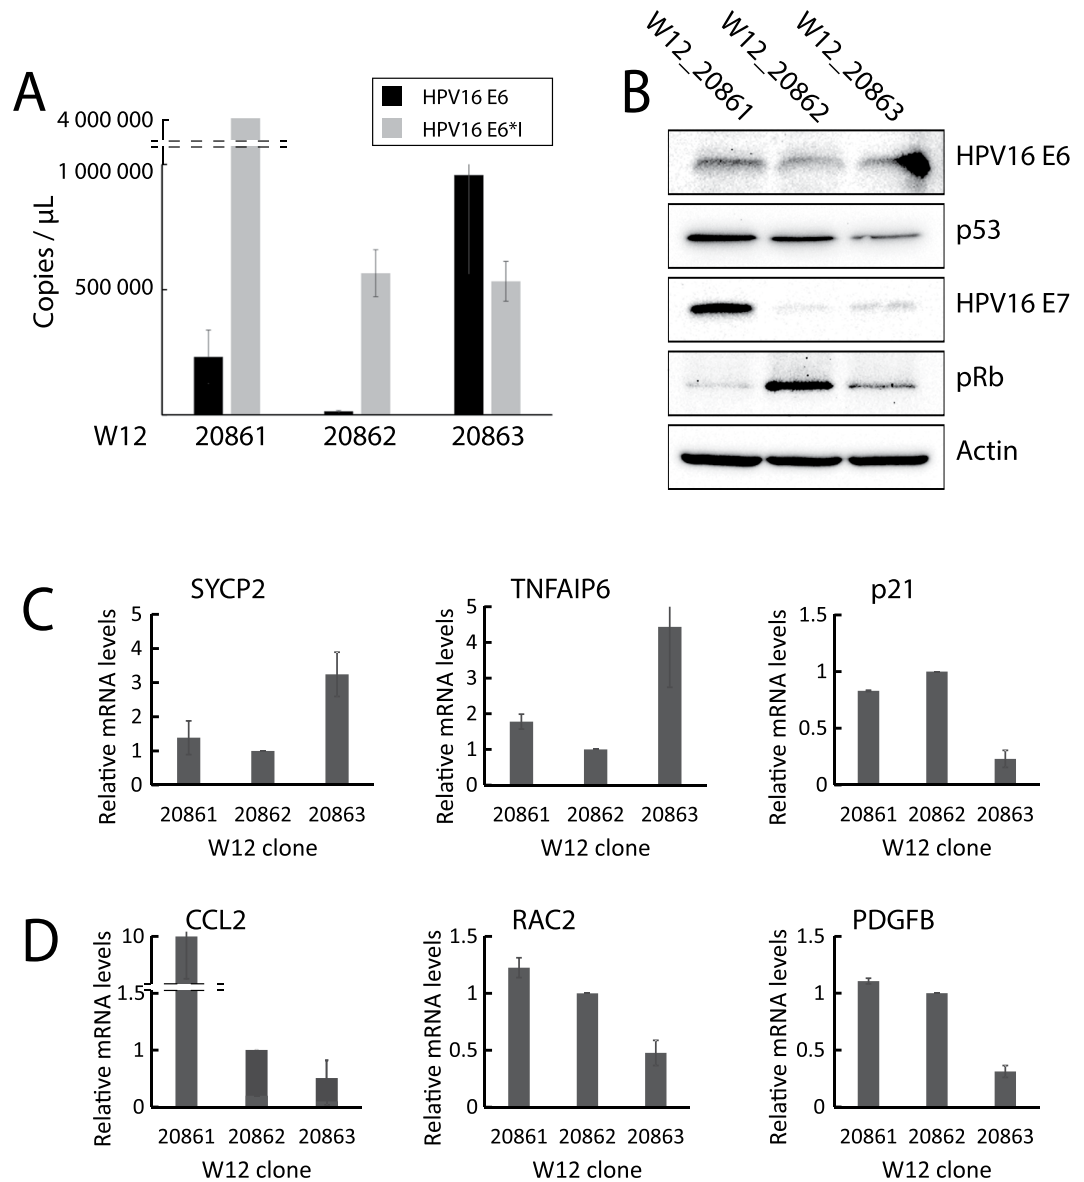 A
HPV16 E6
HPV16 E6*I
4 000 000
1 000 000
500 000
Copies / µL
W12 20861 20862 20863
B
W12_20861
W12_20862
W12_20863
HPV16 E6
p53
HPV16 E7
pRb
Actin
C
SYCP2
Relative mRNA levels
5
4
3
2
1
0
20861 20862 20863
W12 clone
TNFAIP6
Relative mRNA levels
5
4
3
2
1
0
20861 20862 20863
W12 clone
p21
Relative mRNA levels
1.5
1
0.5
0
20861 20862 20863
W12 clone
D
CCL2
Relative mRNA levels
10
1.5
1
0
20861 20862 20863
W12 clone
RAC2
Relative mRNA levels
1.5
1
0.5
0
20861 20862 20863
W12 clone
PDGFB
Relative mRNA levels
1.5
1
0.5
0
20861 20862 20863
W12 clone